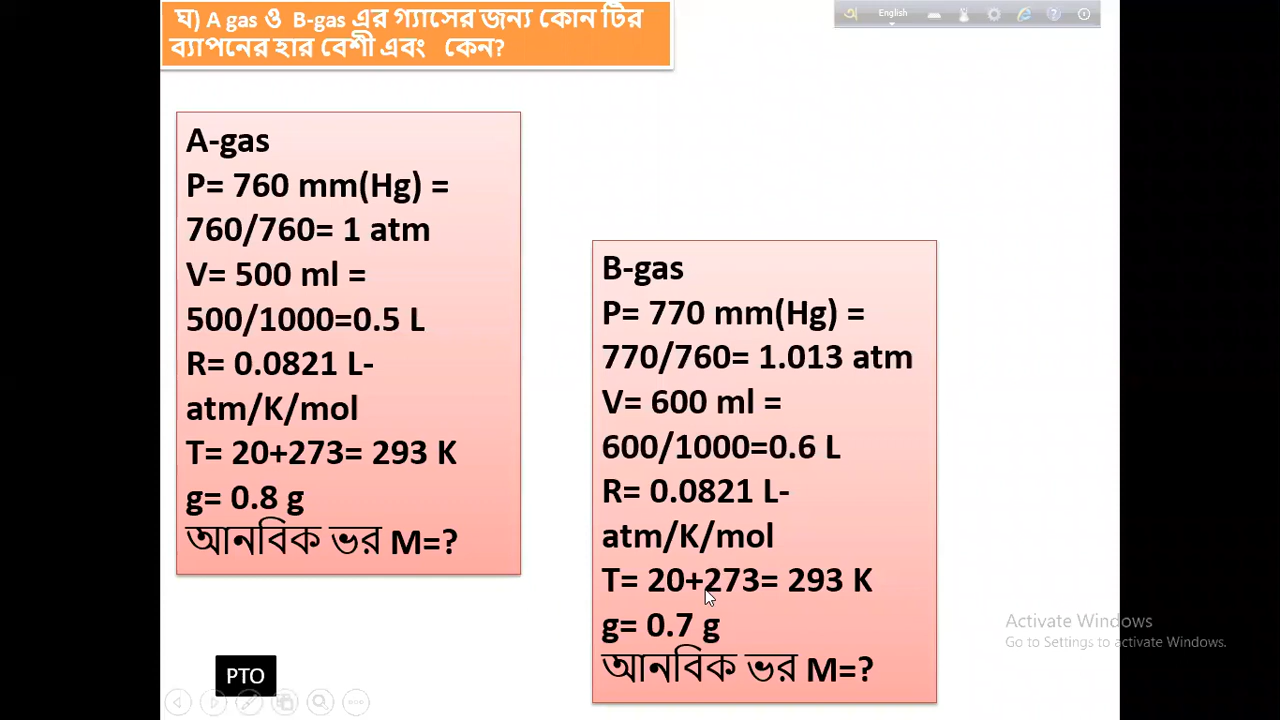 ঘ) A gas ও B-gas এর গ্যাসের জন্য কোন টির
ব্যাপনের হার বেশী এবং কেন?
English
A-gas
P= 760 mm(Hg) =
760/760= 1 atm
V= 500 ml =
500/1000=0.5 L
R= 0.0821 L-
atm/K/mol
T= 20+273= 293 K
g= 0.8 g
আনবিক ভর M=?
B-gas
P= 770 mm(Hg) =
770/760= 1.013 atm
V= 600 ml =
600/1000=0.6 L
R= 0.0821 L-
atm/K/mol
T= 20+273= 293 K
g= 0.7 g
আনবিক ভর M=?
Activate Windows
Go to Settings to activate Windows.
PTO